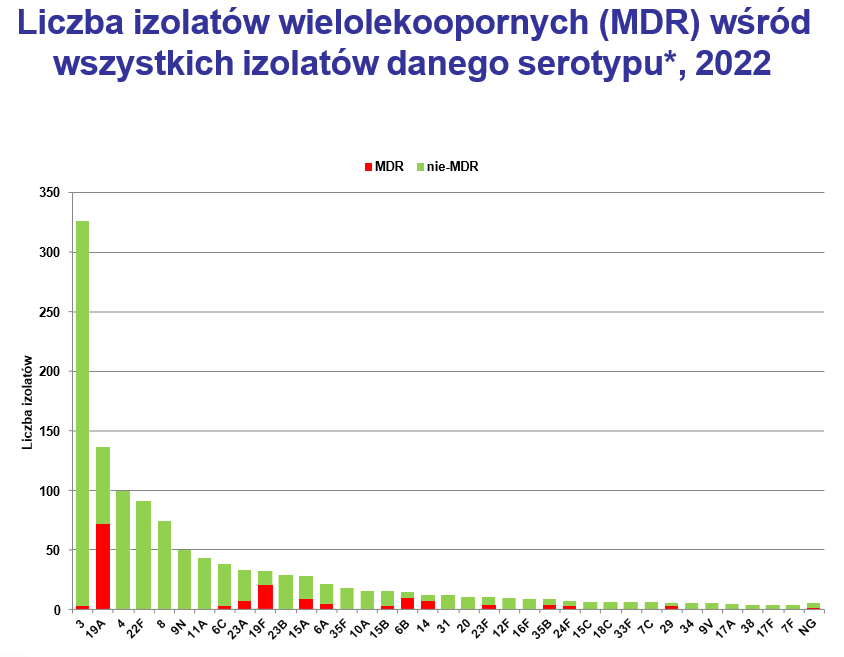 Liczba izolatów wielolekoopornych (MDR) wśród
wszystkich izolatów danego serotypu*, 2022
MDR nie-MDR
350
300
250
200
150
100
50
0
Liczba izolatów
3 19A 4 22F 8 9N 11A 6C 23A 19F 23B 15A 6A 35F 10A 15B 6B 14 31 20 23F 12F 16F 35B 24F 15C 18C 33F 7C 29 34 9V 17A 38 17F 7F NG